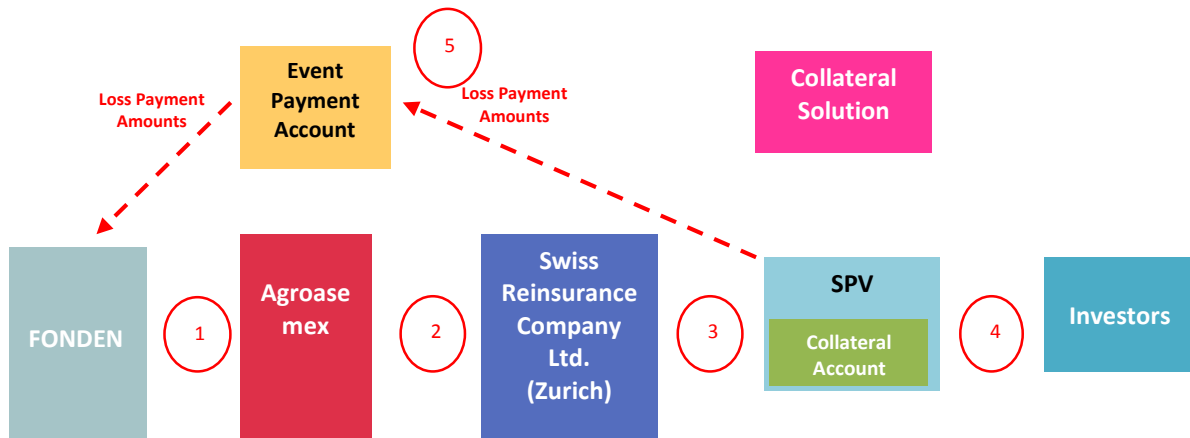 5
Event
Payment
Account
Collateral
Solution
Loss Payment
Amounts
Loss Payment
Amounts
FONDEN
1
Agroase
mex
2
Swiss
Reinsurance
Company
Ltd.
(Zurich)
3
SPV
Collateral
Account
4
Investors